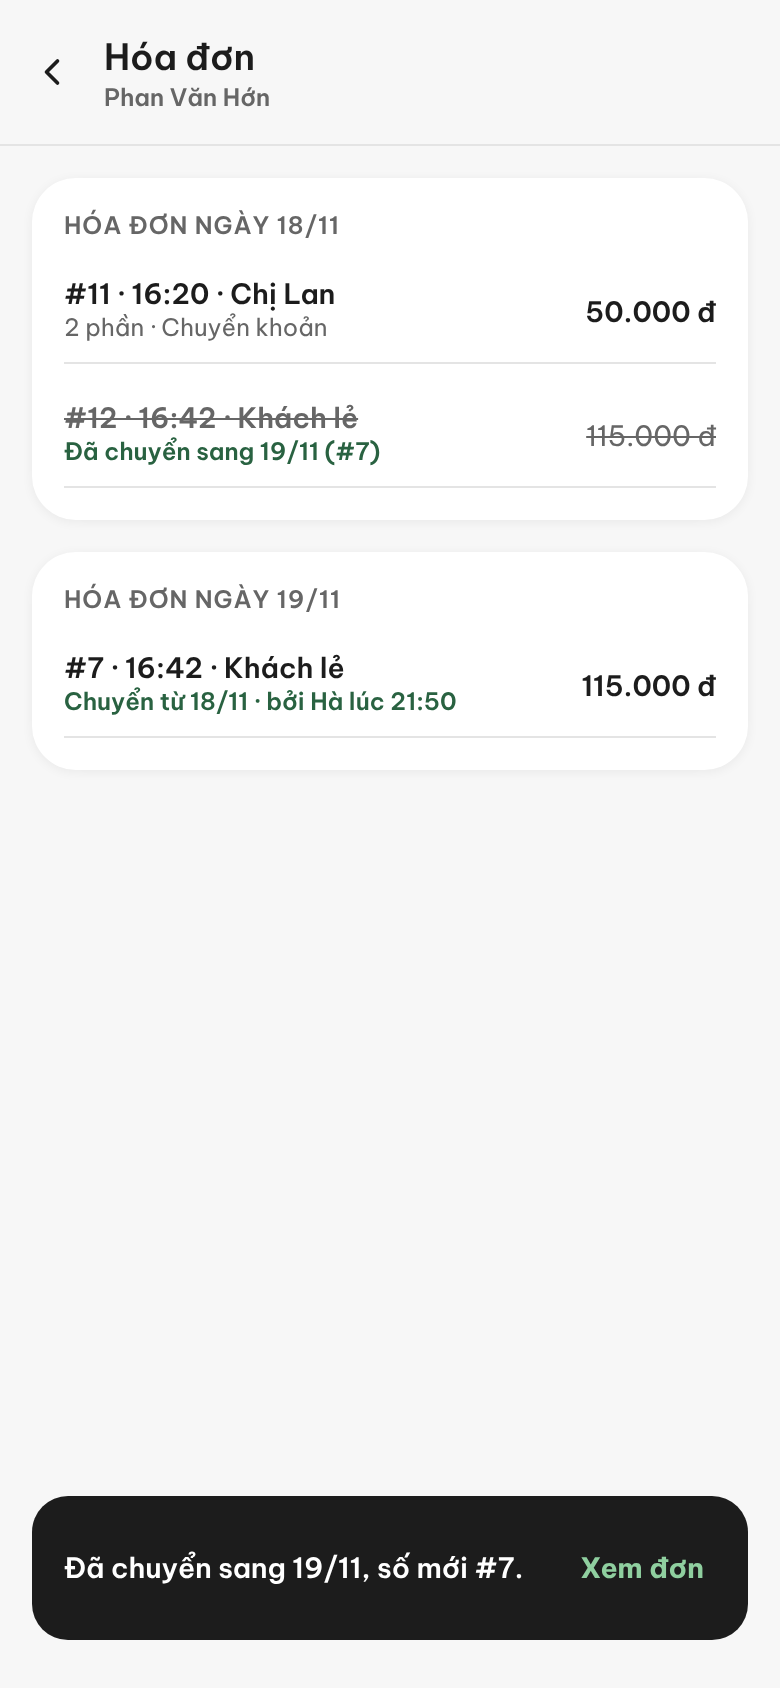 Hóa đơn
Phan Văn Hớn
HÓA ĐƠN NGÀY 18/11
#11 · 16:20 · Chị Lan
50.000 đ
2 phần · Chuyển khoản
#12 · 16:42 · Khách lẻ
115.000 đ
Đã chuyển sang 19/11 (#7)
HÓA ĐƠN NGÀY 19/11
#7 · 16:42 · Khách lẻ
115.000 đ
Chuyển từ 18/11 · bởi Hà lúc 21:50
Đã chuyển sang 19/11, số mới #7.
Xem đơn